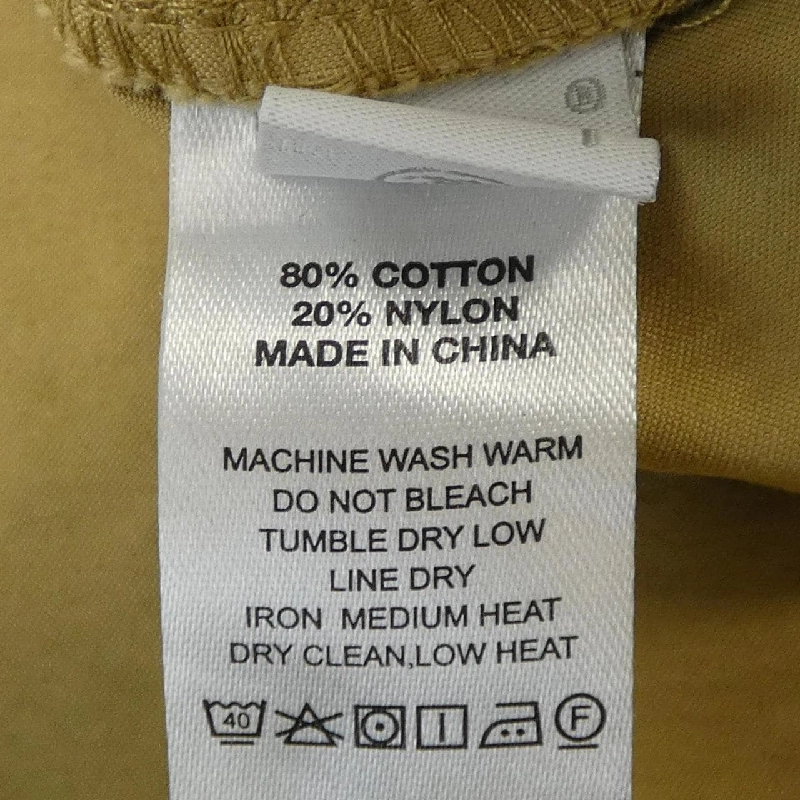 80% COTTON
20% NYLON
MADE IN CHINA
MACHINE WASH WARM
DO NOT BLEACH
TUMBLE DRY LOW
LINE DRY
IRON MEDIUM HEAT
DRY CLEAN,LOW HEAT
40 F